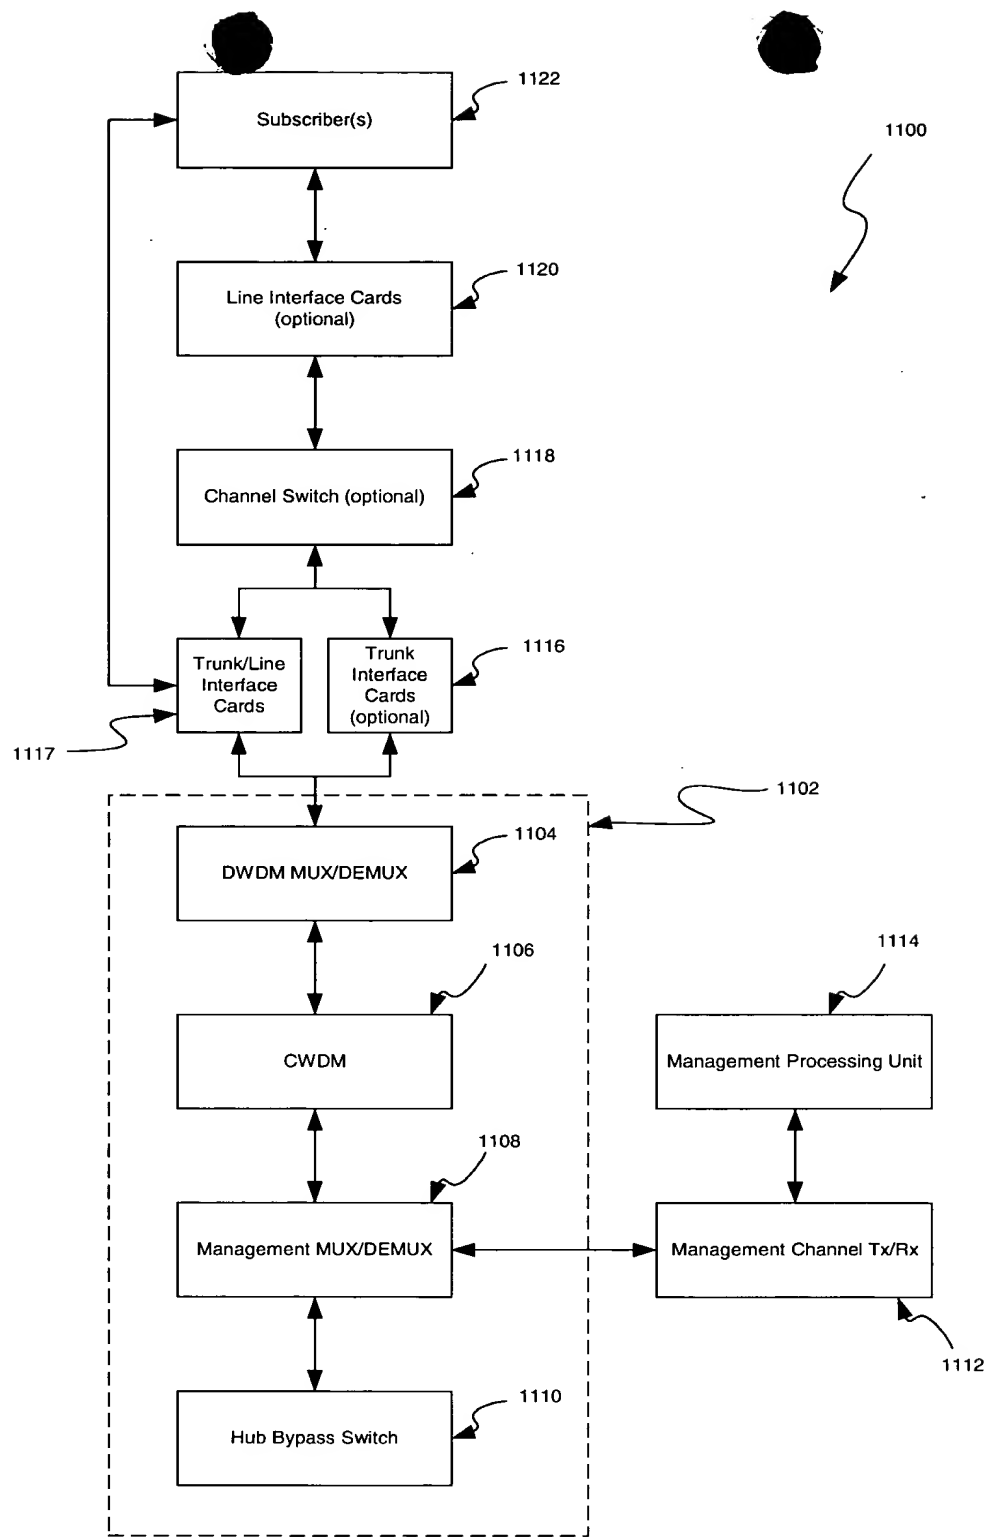 1122
Subscriber(s)
1100
1120
Line Interface Cards
(optional)
1118
Channel Switch (optional)
1116
Trunk/Line
Interface
Cards
Trunk
Interface
Cards
(optional)
1117
1102
1104
DWDM MUX/DEMUX
1106
1114
CWDM
Management Processing Unit
1108
Management MUX/DEMUX
Management Channel Tx/Rx
1112
1110
Hub Bypass Switch